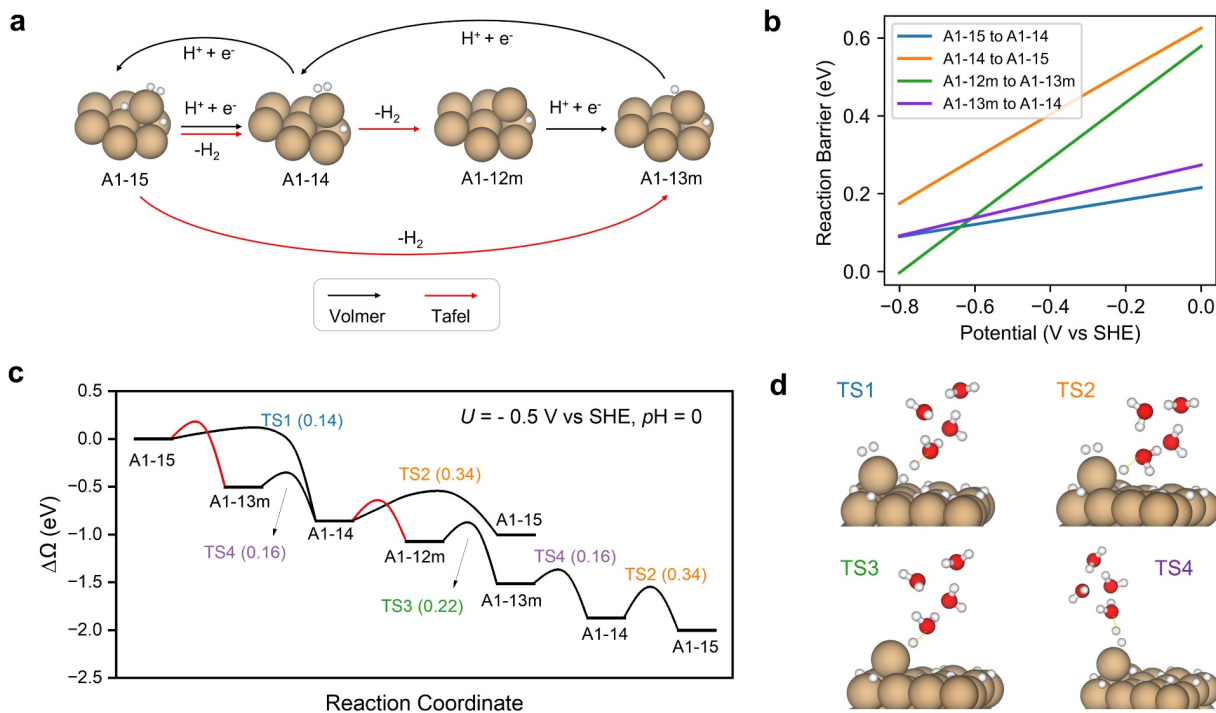 a
H⁺ + e⁻
H⁺ + e⁻
H⁺ + e⁻
-H₂
-H₂
H⁺ + e⁻
A1-15
A1-14
A1-12m
A1-13m
-H₂
Volmer
Tafel
b
A1-15 to A1-14
A1-14 to A1-15
A1-12m to A1-13m
A1-13m to A1-14
Reaction Barrier (eV)
0.6
0.4
0.2
0.0
−0.8
−0.6
−0.4
−0.2
0.0
Potential (V vs SHE)
c
ΔΩ (eV)
0.5
0.0
−0.5
−1.0
−1.5
−2.0
−2.5
U = - 0.5 V vs SHE, pH = 0
A1-15
TS1 (0.14)
A1-13m
TS4 (0.16)
A1-14
TS2 (0.34)
A1-15
A1-12m
TS3 (0.22)
A1-13m
TS4 (0.16)
A1-14
TS2 (0.34)
A1-15
Reaction Coordinate
d
TS1
TS2
TS3
TS4